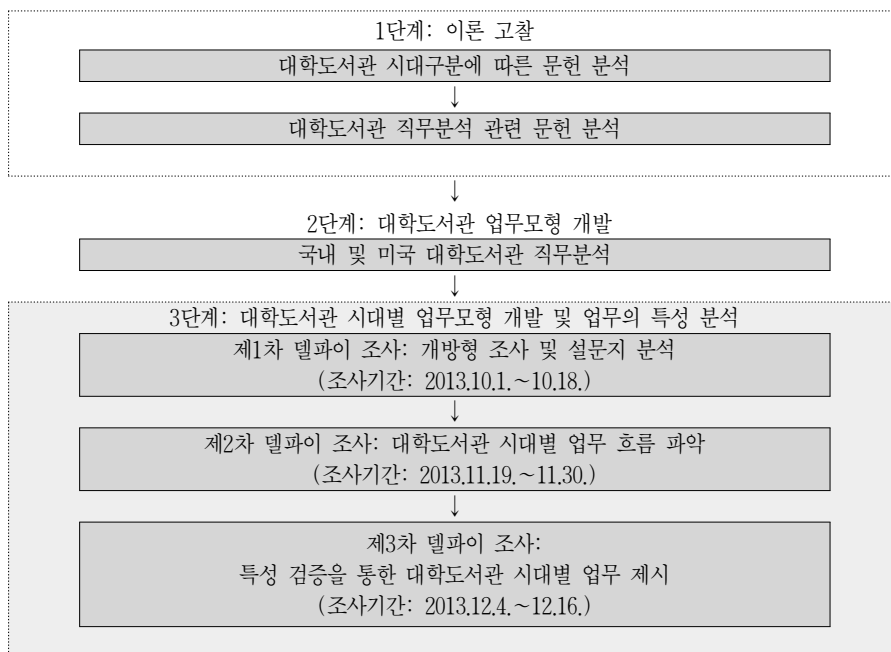 1단계: 이론 고찰
대학도서관 시대구분에 따른 문헌 분석
↓
대학도서관 직무분석 관련 문헌 분석
↓
2단계: 대학도서관 업무모형 개발
국내 및 미국 대학도서관 직무분석
↓
3단계: 대학도서관 시대별 업무모형 개발 및 업무의 특성 분석
제1차 델파이 조사: 개방형 조사 및 설문지 분석
(조사기간: 2013.10.1.~10.18.)
↓
제2차 델파이 조사: 대학도서관 시대별 업무 흐름 파악
(조사기간: 2013.11.19.~11.30.)
↓
제3차 델파이 조사:
특성 검증을 통한 대학도서관 시대별 업무 제시
(조사기간: 2013.12.4.~12.16.)